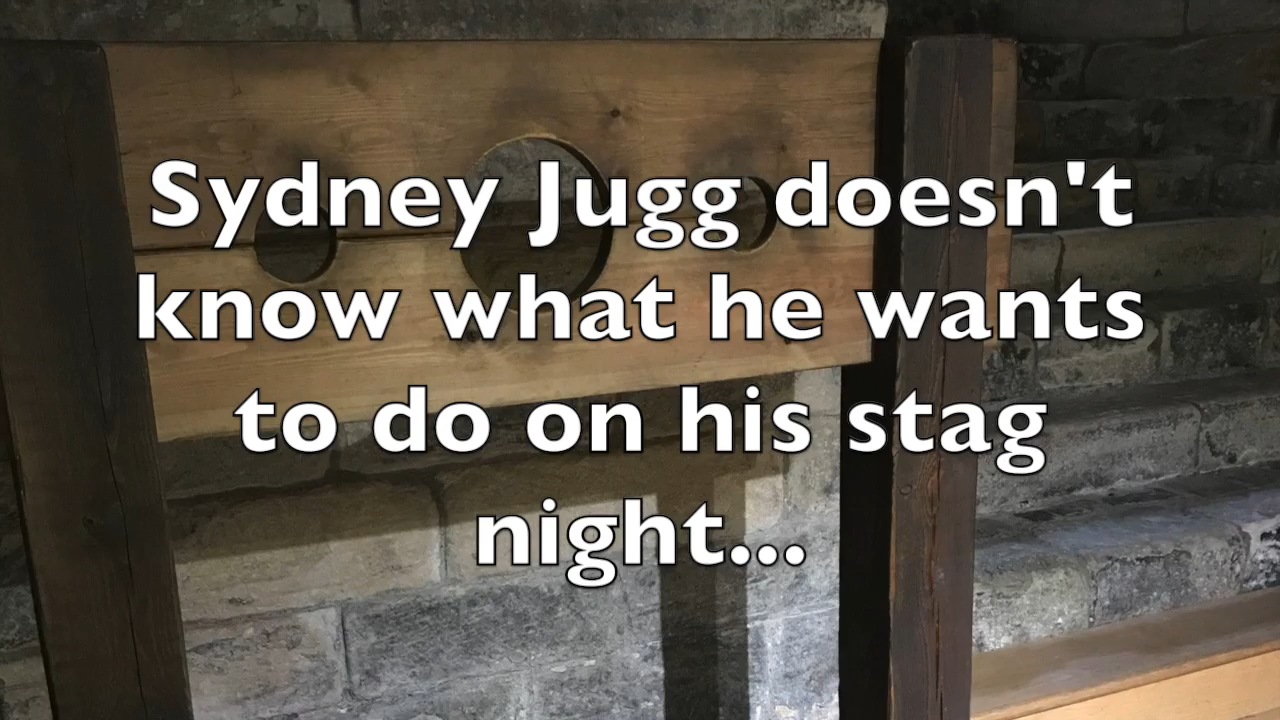 Sydney Jugg doesn't
know what he wants
to do on his stag
night...